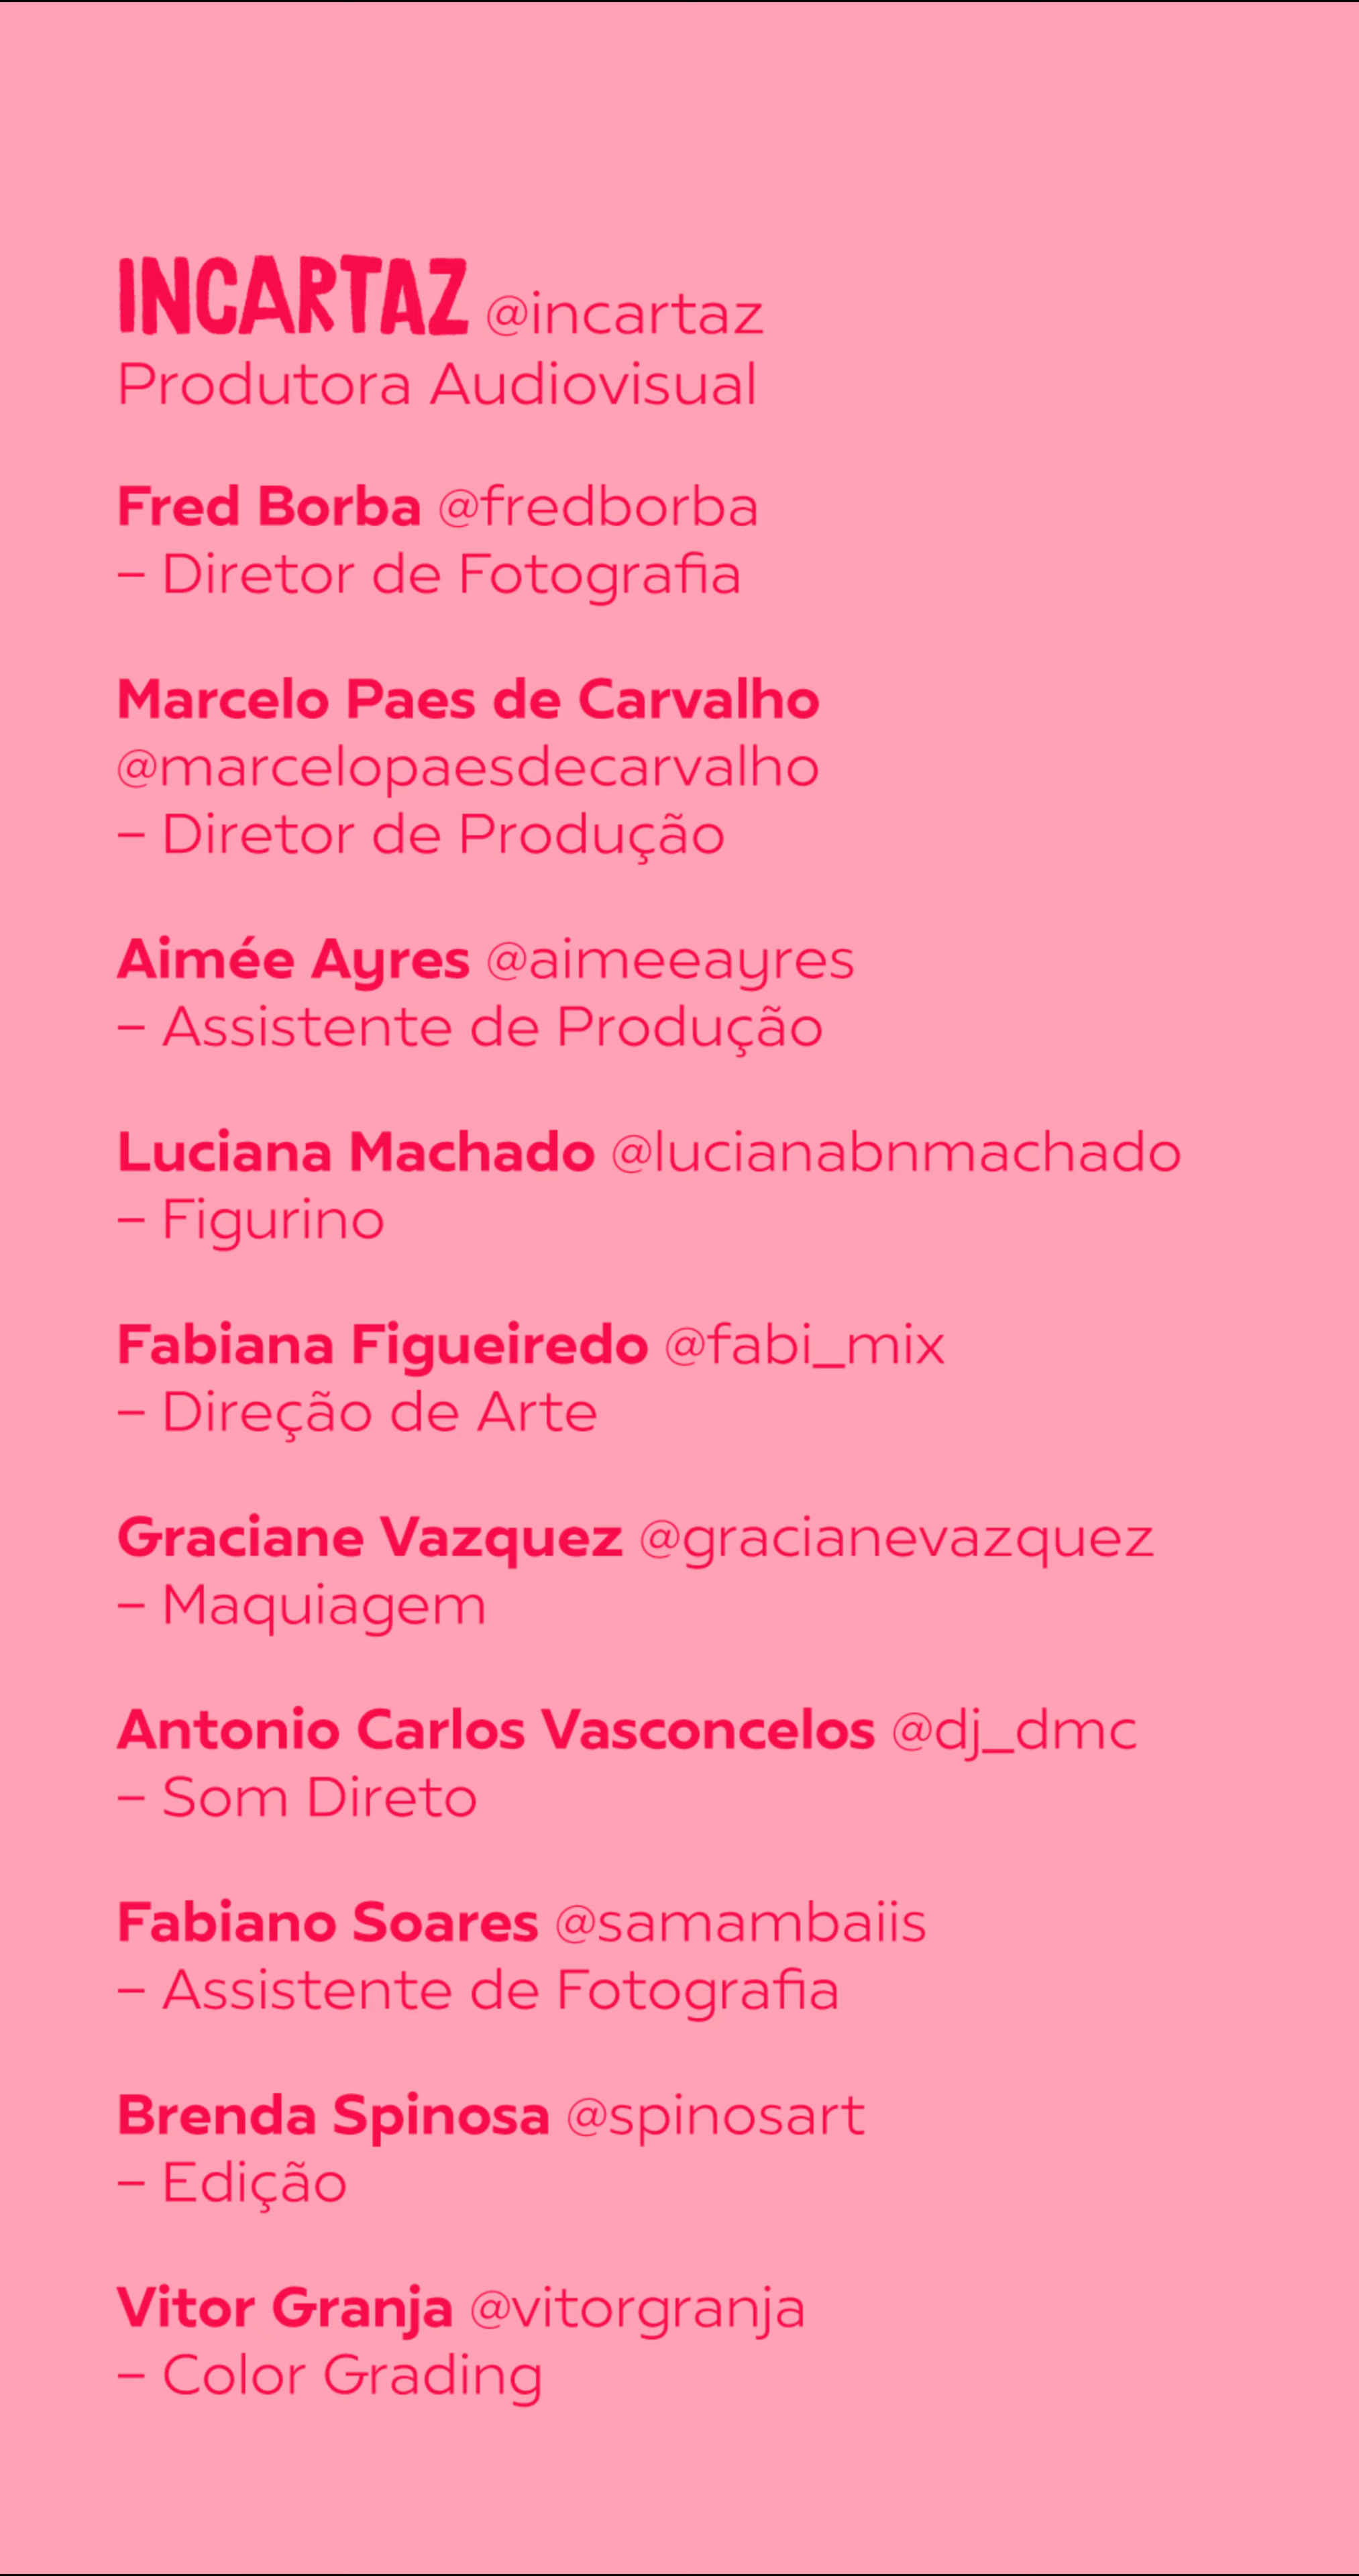 INCARTAZ @incartaz
Produtora Audiovisual
Fred Borba @fredborba
– Diretor de Fotografia
Marcelo Paes de Carvalho
@marcelopaesdecarvalho
– Diretor de Produção
Aimée Ayres @aimeeayres
– Assistente de Produção
Luciana Machado @lucianabnmachado
– Figurino
Fabiana Figueiredo @fabi_mix
– Direção de Arte
Graciane Vazquez @gracianevazquez
– Maquiagem
Antonio Carlos Vasconcelos @dj_dmc
– Som Direto
Fabiano Soares @samambaiis
– Assistente de Fotografia
Brenda Spinosa @spinosart
– Edição
Vitor Granja @vitorgranja
– Color Grading